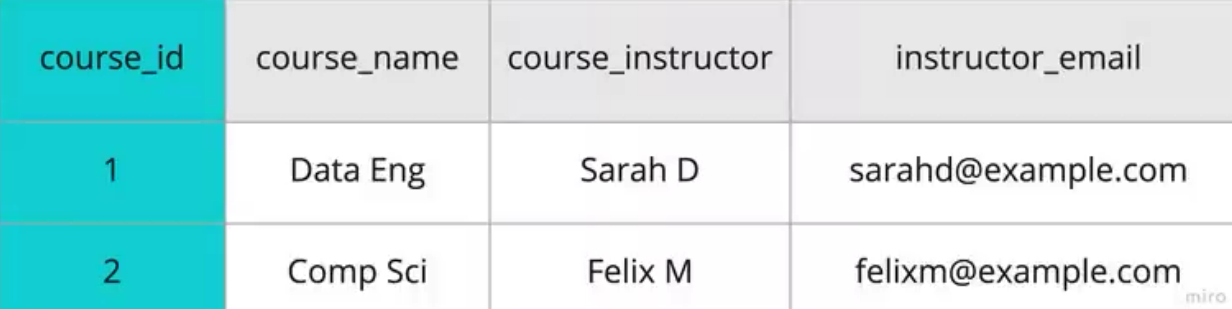 course_id course_name course_instructor instructor_email
1 Data Eng Sarah D sarahd@example.com
2 Comp Sci Felix M felixm@example.com
miro